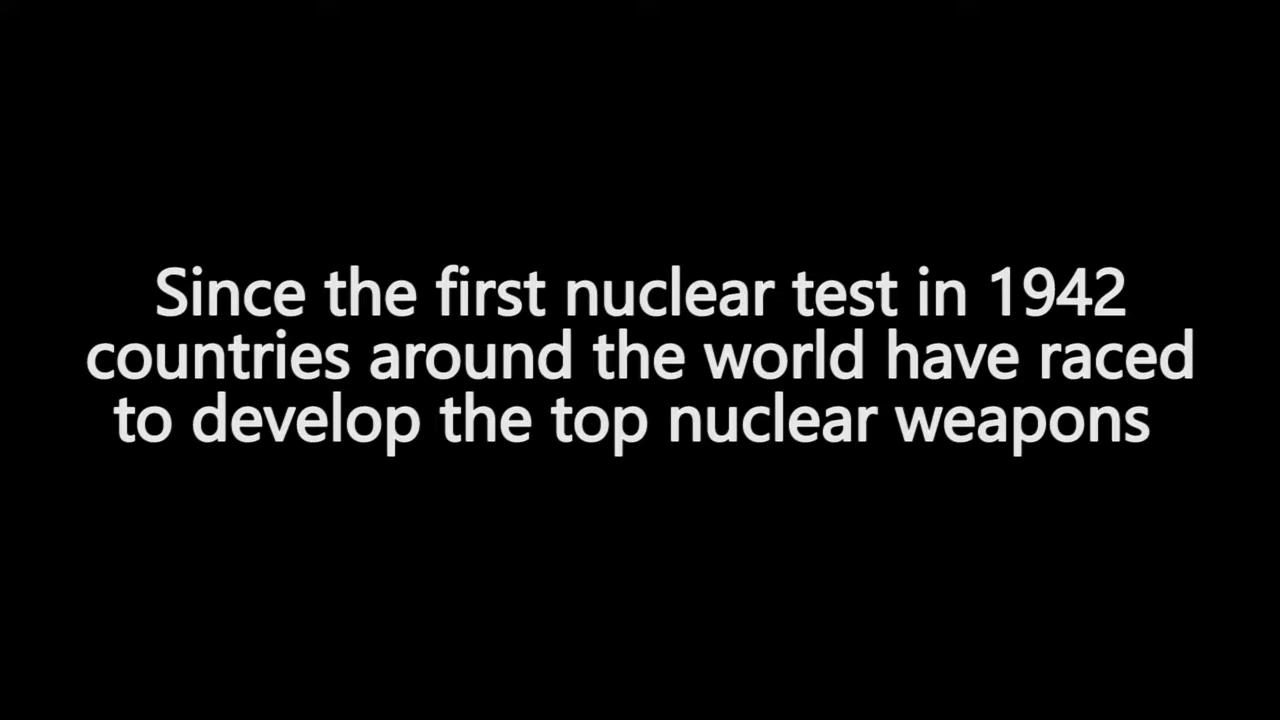 Since the first nuclear test in 1942
countries around the world have raced
to develop the top nuclear weapons